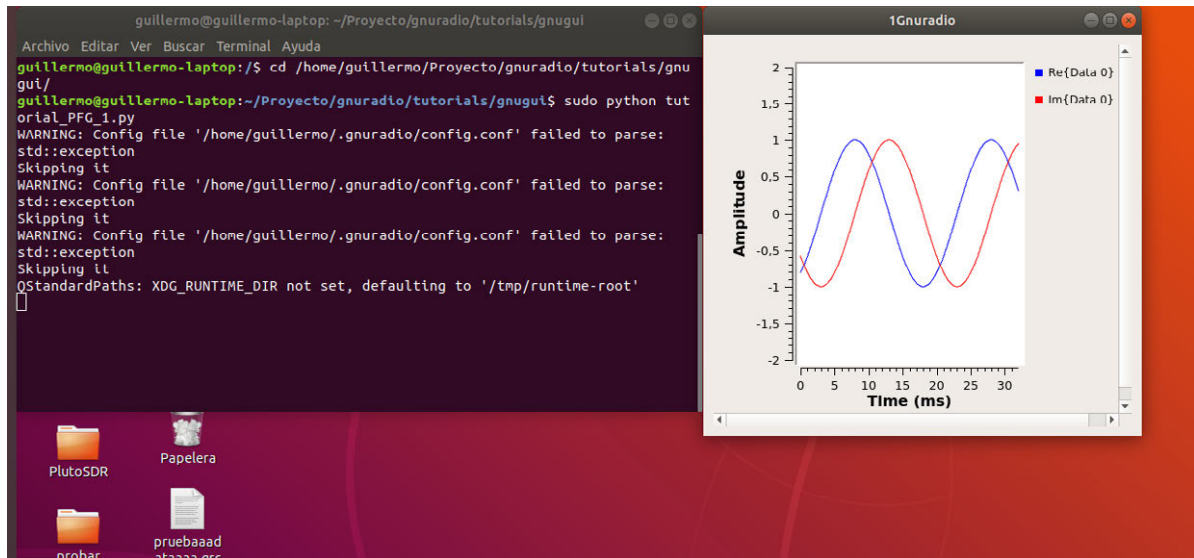 guillermo@guillermo-laptop: ~/Proyecto/gnuradio/tutorials/gnugui
Archivo Editar Ver Buscar Terminal Ayuda
guillermo@guillermo-laptop:/$ cd /home/guillermo/Proyecto/gnuradio/tutorials/gnu
gui/
guillermo@guillermo-laptop:~/Proyecto/gnuradio/tutorials/gnugui$ sudo python tut
orial_PFG_1.py
WARNING: Config file '/home/guillermo/.gnuradio/config.conf' failed to parse:
std::exception
Skipping it
WARNING: Config file '/home/guillermo/.gnuradio/config.conf' failed to parse:
std::exception
Skipping it
WARNING: Config file '/home/guillermo/.gnuradio/config.conf' failed to parse:
std::exception
Skipping it
QStandardPaths: XDG_RUNTIME_DIR not set, defaulting to '/tmp/runtime-root'
1Gnuradio
Re{Data 0}
Im{Data 0}
Amplitude
2
1,5
1
0,5
0
-0,5
-1
-1,5
-2
0 5 10 15 20 25 30
Time (ms)
PlutoSDR
Papelera
probar
pruebaaad
ataaaa.grc